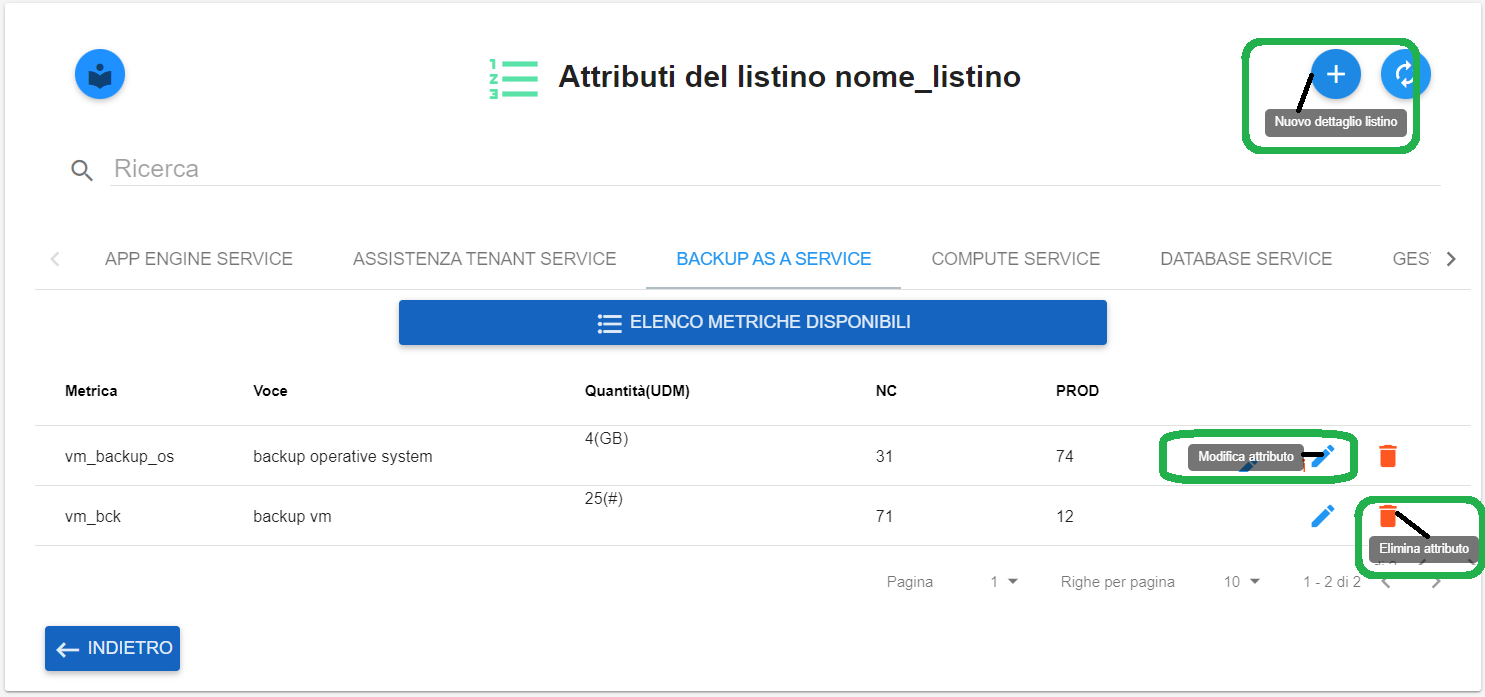 1
2
3
Attributi del listino nome_listino
Nuovo dettaglio listino
Ricerca
APP ENGINE SERVICE ASSISTENZA TENANT SERVICE BACKUP AS A SERVICE COMPUTE SERVICE DATABASE SERVICE GES
ELENCO METRICHE DISPONIBILI
Metrica Voce Quantità(UDM) NC PROD
vm_backup_os backup operative system 4(GB) 31 74 Modifica attributo
vm_bck backup vm 25(#) 71 12
Elimina attributo
Pagina 1 Righe per pagina 10 1 - 2 di 2
INDIETRO